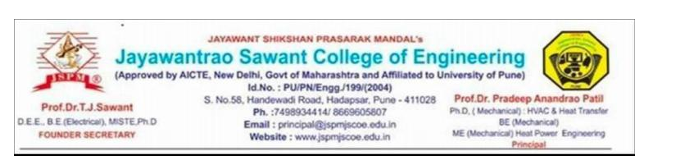 JAYAWANT SHIKSHAN PRASARAK MANDAL's
Jayawantrao Sawant College of Engineering
(Approved by AICTE, New Delhi, Govt of Maharashtra and Affiliated to University of Pune)
Id.No. : PU/PN/Engg./199/(2004)
S. No.58, Handewadi Road, Hadapsar, Pune - 411028
Ph. :7498934414/ 8669605807
Email : principal@jspmjscoe.edu.in
Website : www.jspmjscoe.edu.in
JSPM ®
Prof.Dr.T.J.Sawant
D.E.E., B.E.(Electrical), MISTE,Ph.D
FOUNDER SECRETARY
Prof.Dr. Pradeep Anandrao Patil
Ph.D, ( Mechanical) : HVAC & Heat Transfer
BE (Mechanical)
ME (Mechanical) Heat Power Engineering
Principal